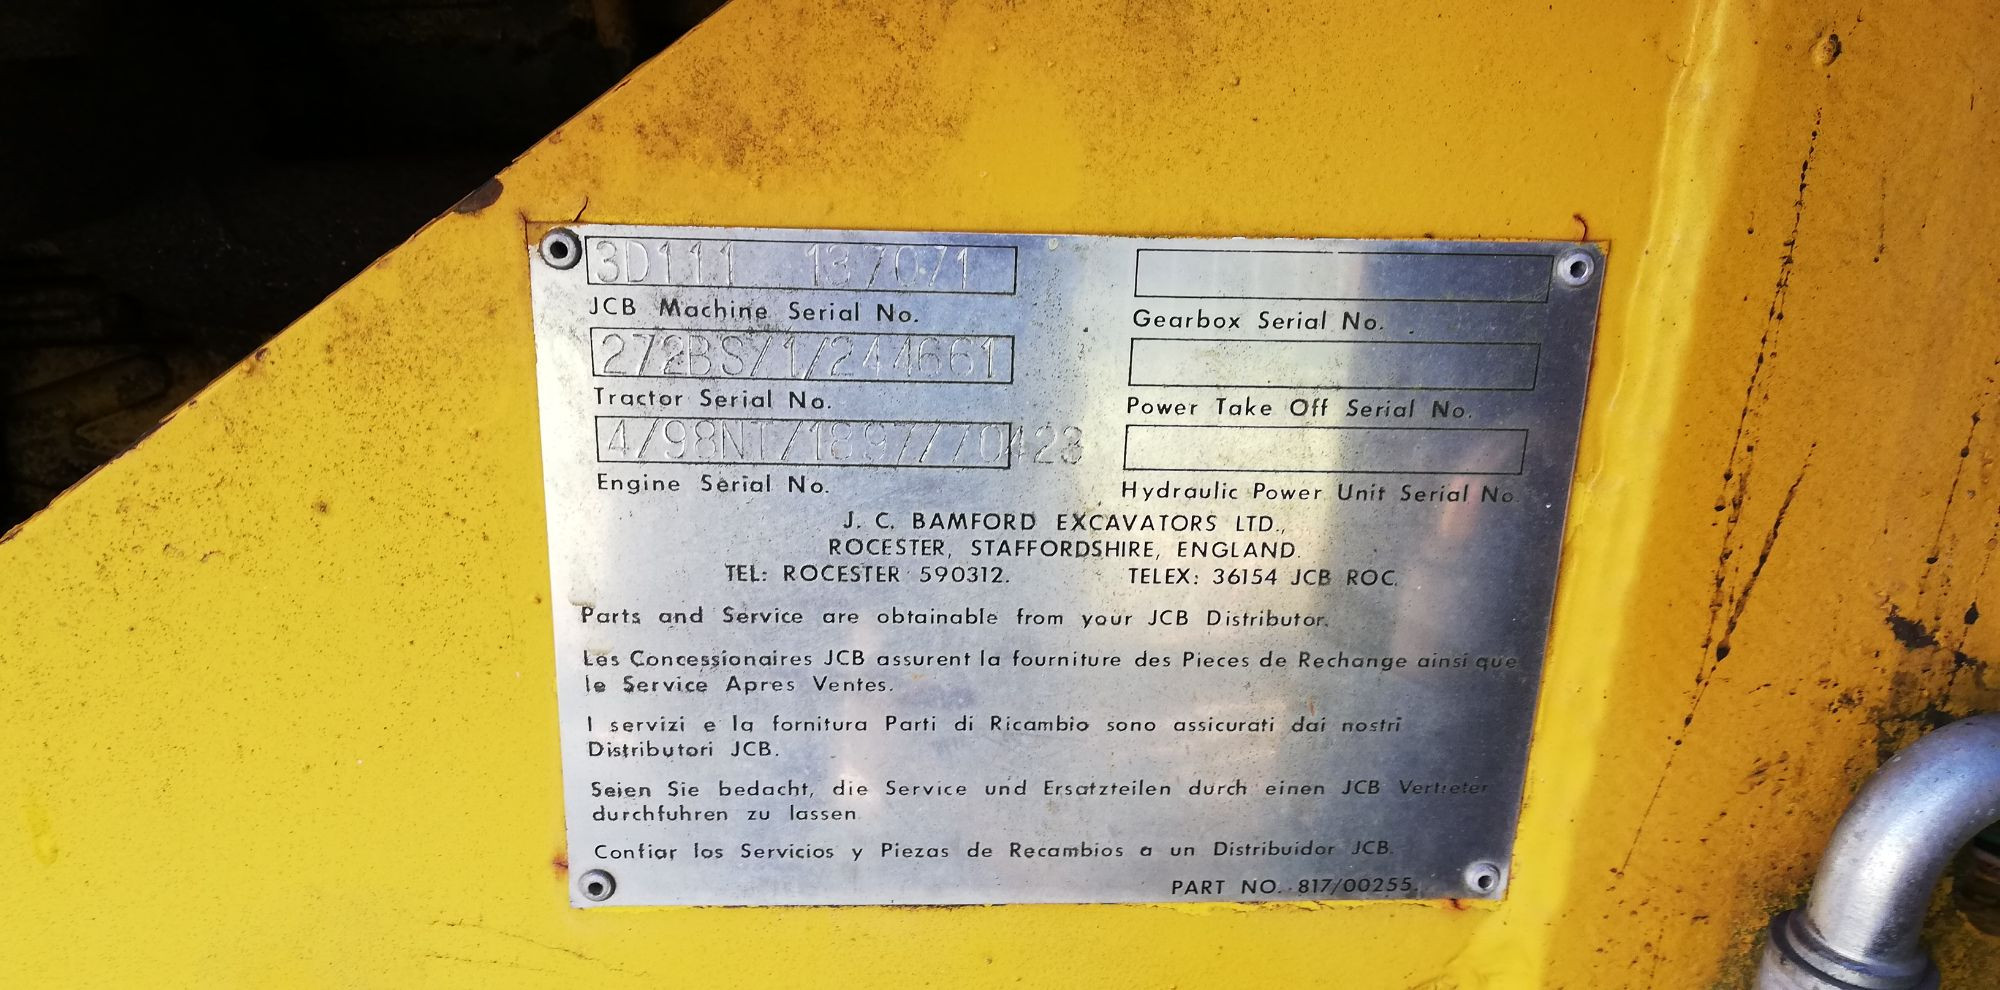 3D111 137071
JCB Machine Serial No.
272BS/1/244661
Tractor Serial No.
4/98NT/1897//70423
Engine Serial No.
Gearbox Serial No.
Power Take Off Serial No.
Hydraulic Power Unit Serial No.
J. C. BAMFORD EXCAVATORS LTD.,
ROCESTER, STAFFORDSHIRE, ENGLAND.
TEL: ROCESTER 590312. TELEX: 36154 JCB ROC.
Parts and Service are obtainable from your JCB Distributor.
Les Concessionaires JCB assurent la fourniture des Pieces de Rechange ainsi que
le Service Apres Ventes.
I servizi e la fornitura Parti di Ricambio sono assicurati dai nostri
Distributori JCB.
Seien Sie bedacht, die Service und Ersatzteilen durch einen JCB Vertreter
durchfuhren zu lassen
Confiar los Servicios y Piezas de Recambios a un Distribuidor JCB.
PART NO. 817/00255.